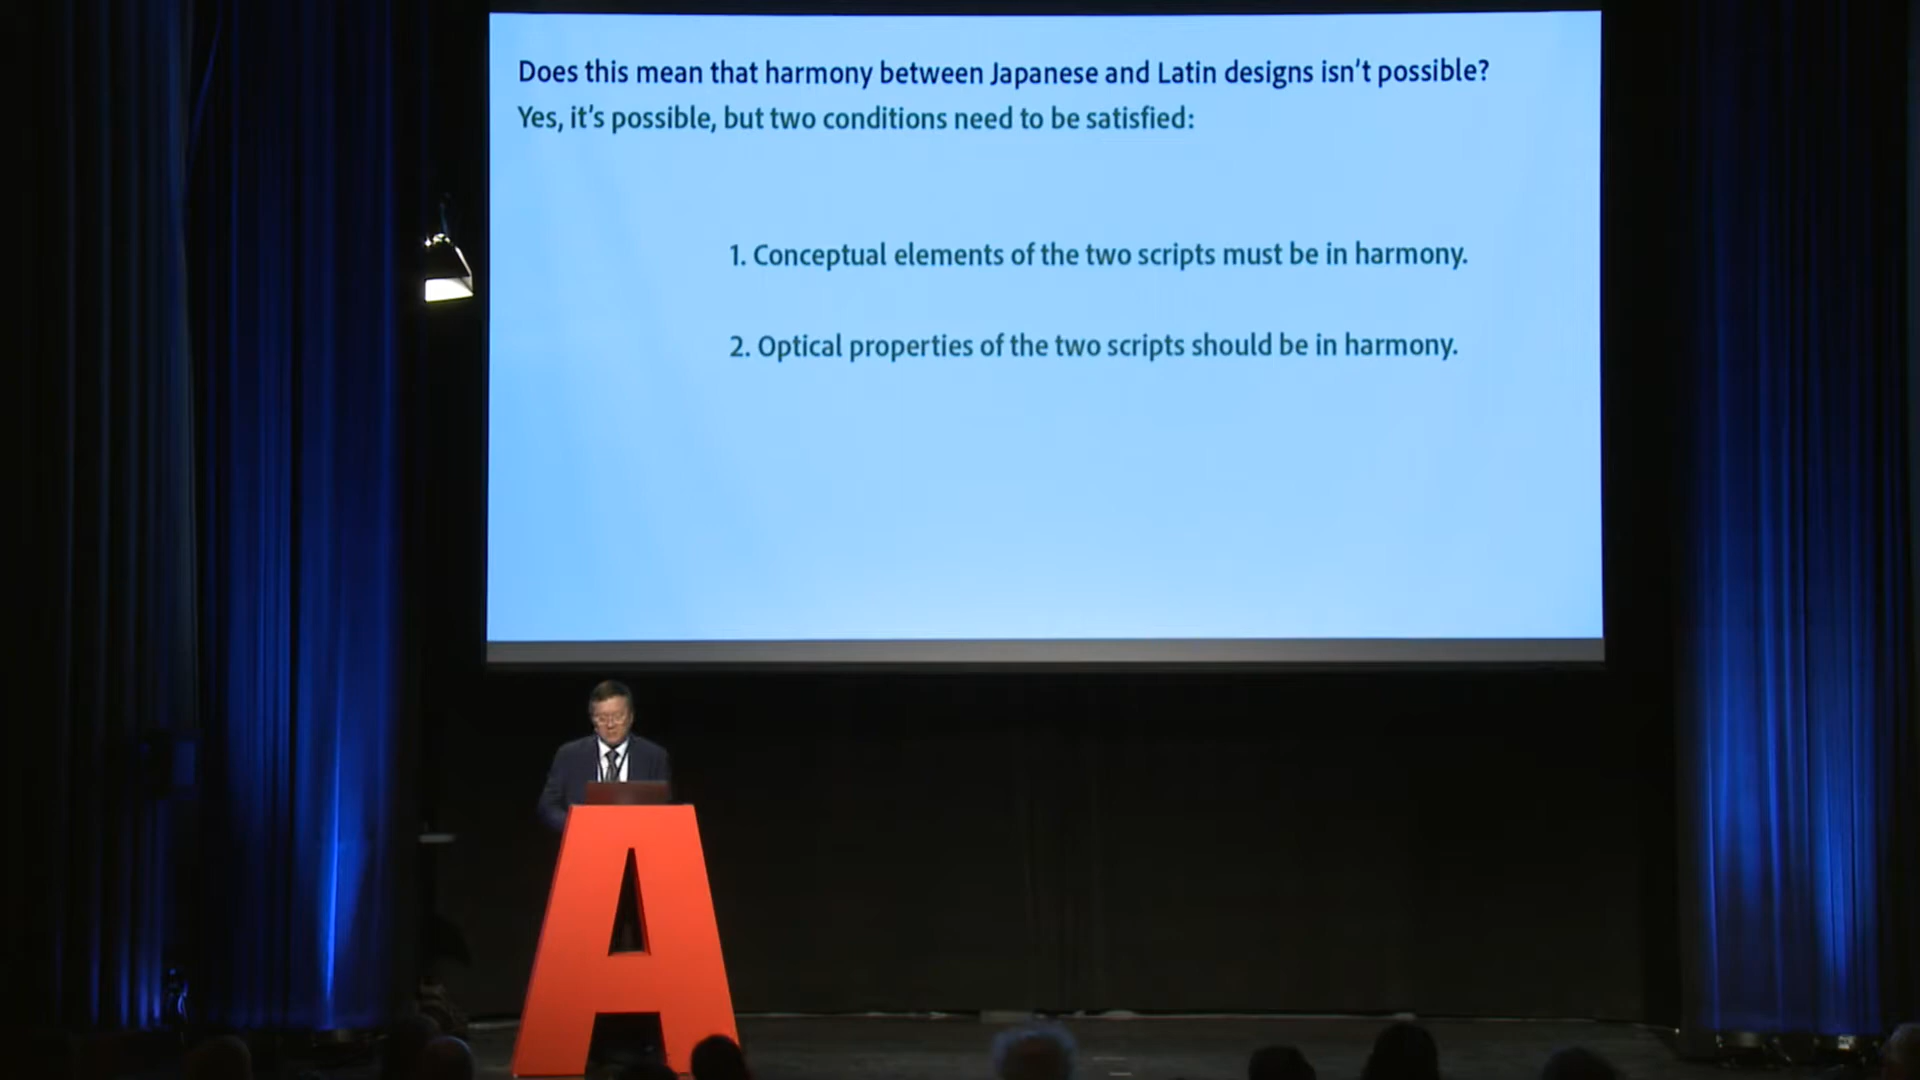 Does this mean that harmony between Japanese and Latin designs isn't possible?
Yes, it's possible, but two conditions need to be satisfied:
1. Conceptual elements of the two scripts must be in harmony.
2. Optical properties of the two scripts should be in harmony.
A